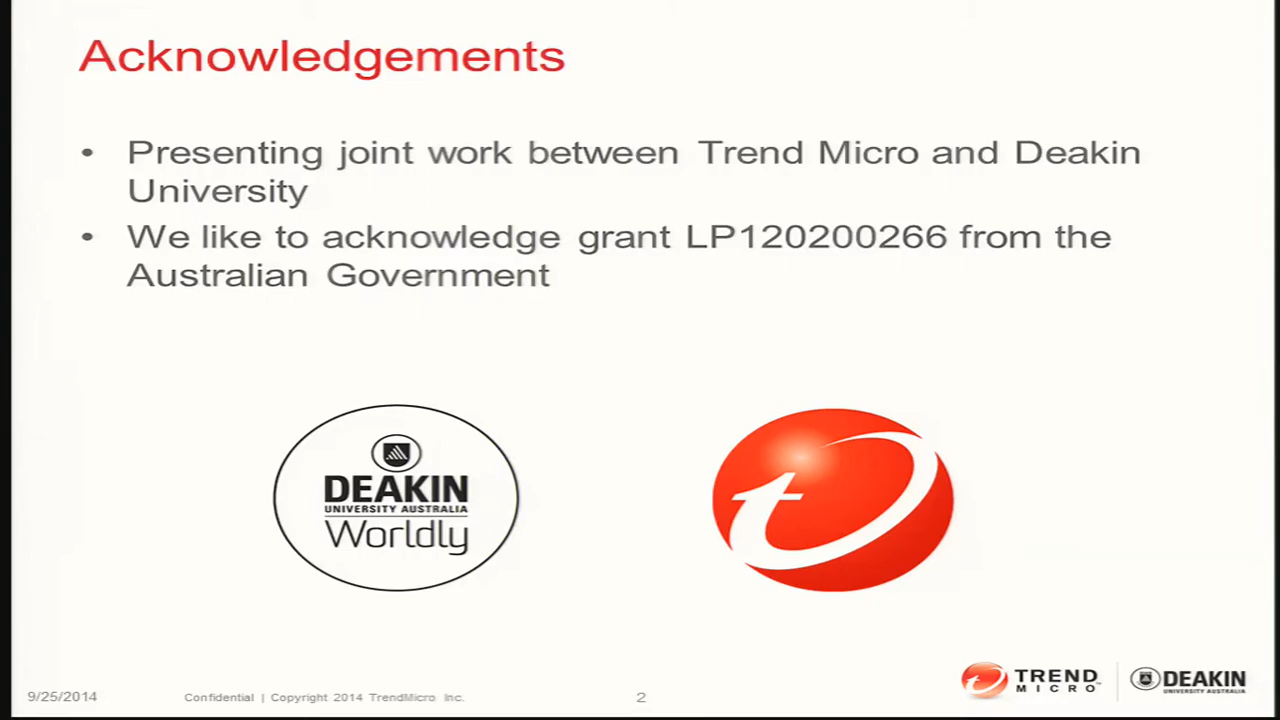 Acknowledgements
• Presenting joint work between Trend Micro and Deakin
University
• We like to acknowledge grant LP120200266 from the
Australian Government
DEAKIN
UNIVERSITY AUSTRALIA
Worldly
9/25/2014
Confidential | Copyright 2014 TrendMicro Inc.
2
TREND
MICRO™
DEAKIN
UNIVERSITY AUSTRALIA